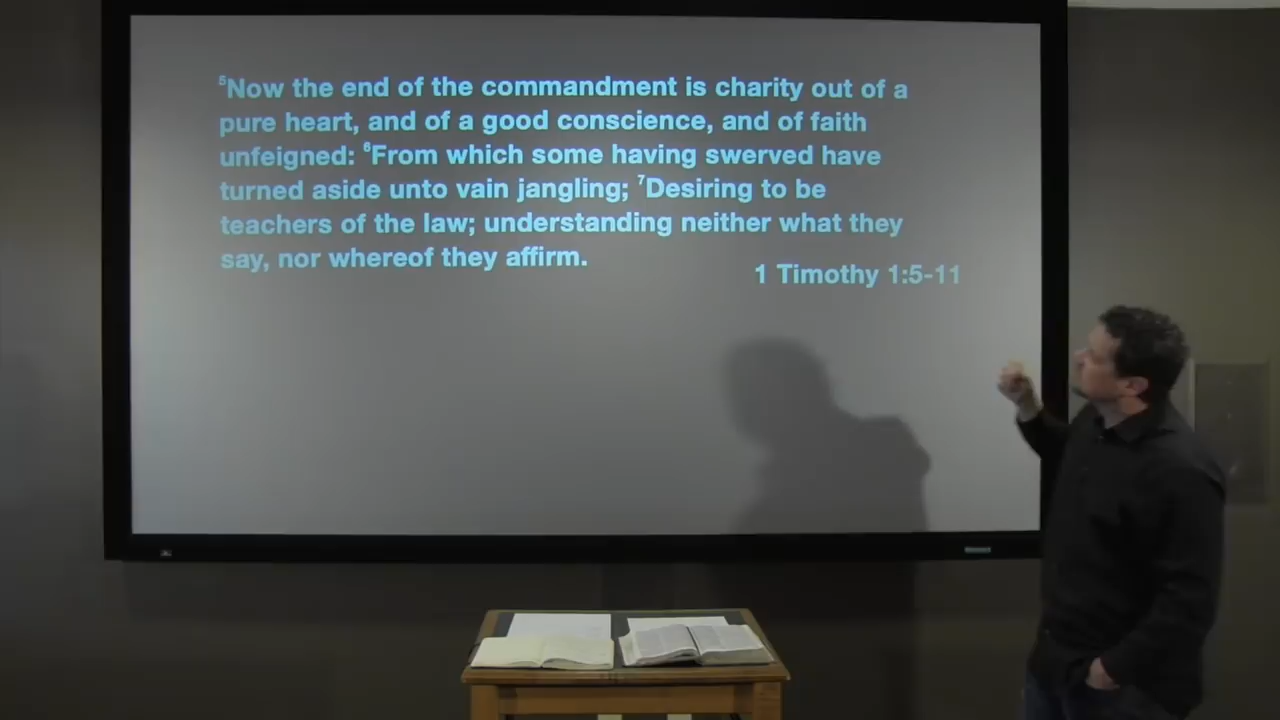 ⁵Now the end of the commandment is charity out of a
pure heart, and of a good conscience, and of faith
unfeigned: ⁶From which some having swerved have
turned aside unto vain jangling; ⁷Desiring to be
teachers of the law; understanding neither what they
say, nor whereof they affirm.
1 Timothy 1:5-11